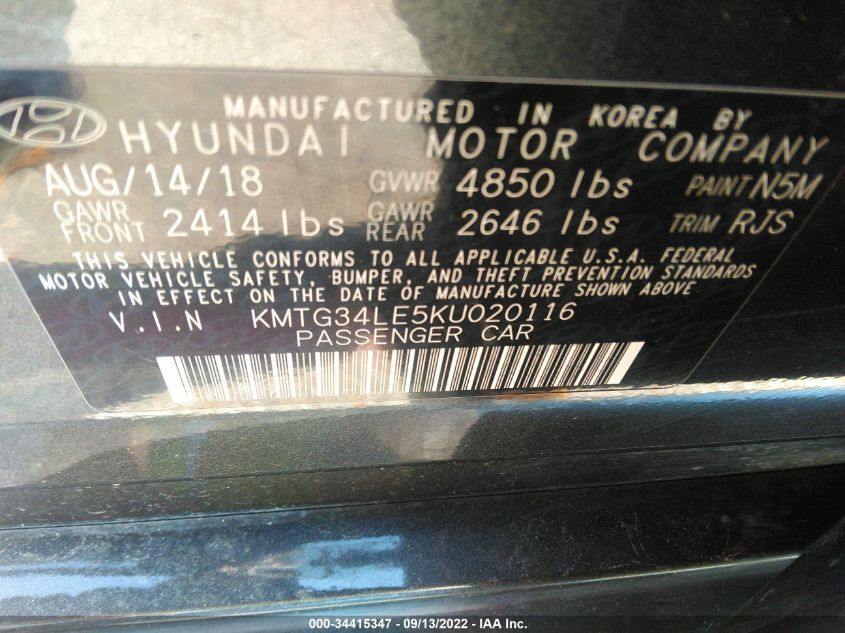 MANUFACTURED IN KOREA BY
HYUNDAI MOTOR COMPANY
AUG/14/18 GVWR 4850 lbs PAINT N5M
GAWR FRONT 2414 lbs GAWR REAR 2646 lbs TRIM RJS
THIS VEHICLE CONFORMS TO ALL APPLICABLE U.S.A. FEDERAL
MOTOR VEHICLE SAFETY, BUMPER, AND THEFT PREVENTION STANDARDS
IN EFFECT ON THE DATE OF MANUFACTURE SHOWN ABOVE
V.I.N KMTG34LE5KU020116
PASSENGER CAR
000-34415347 - 09/13/2022 - IAA Inc.